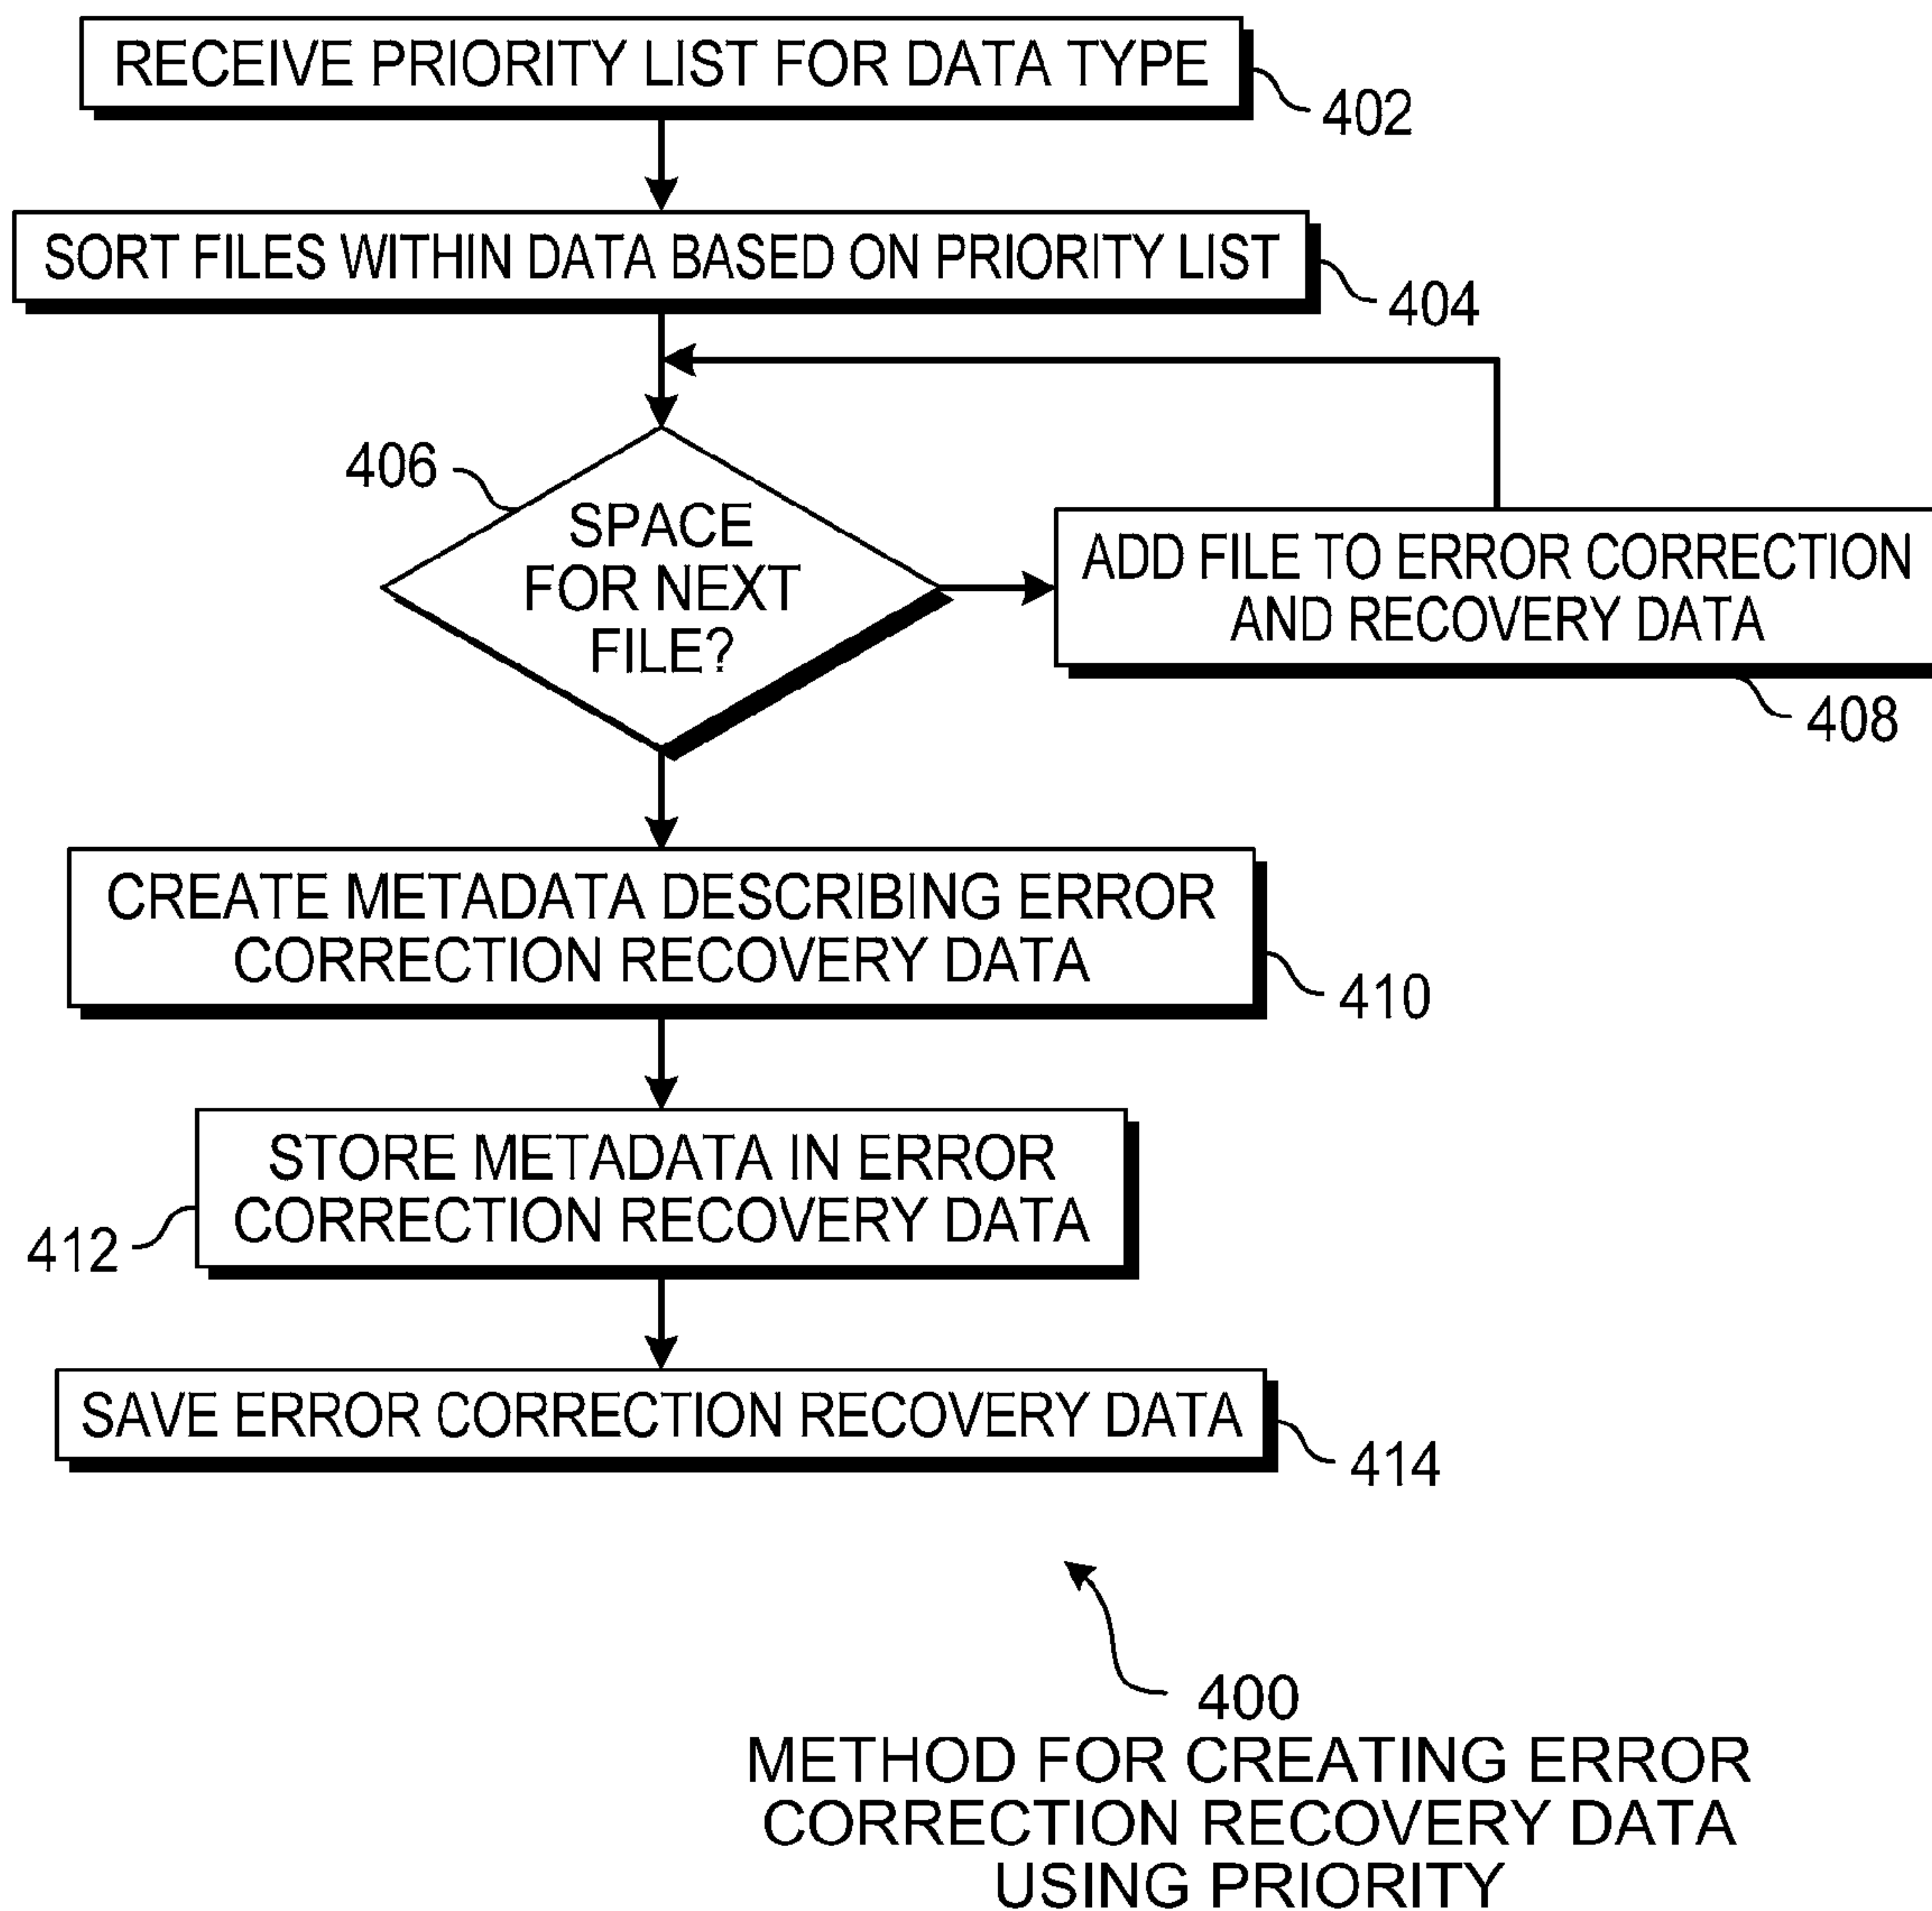 RECEIVE PRIORITY LIST FOR DATA TYPE
402
SORT FILES WITHIN DATA BASED ON PRIORITY LIST
404
406
SPACE
FOR NEXT
FILE?
ADD FILE TO ERROR CORRECTION
AND RECOVERY DATA
408
CREATE METADATA DESCRIBING ERROR
CORRECTION RECOVERY DATA
410
STORE METADATA IN ERROR
CORRECTION RECOVERY DATA
412
SAVE ERROR CORRECTION RECOVERY DATA
414
400
METHOD FOR CREATING ERROR
CORRECTION RECOVERY DATA
USING PRIORITY